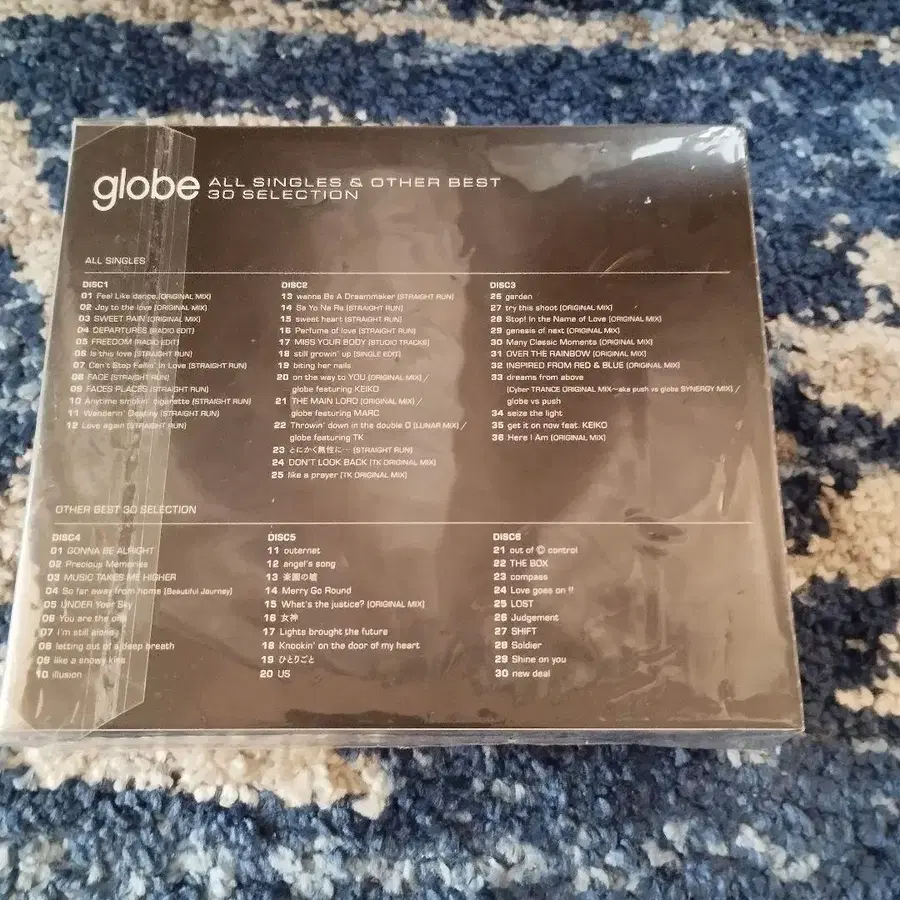 globe ALL SINGLES & OTHER BEST
30 SELECTION
ALL SINGLES
DISC1
01 Feel Like dance (ORIGINAL MIX)
02 Joy to the love (ORIGINAL MIX)
03 SWEET PAIN (ORIGINAL MIX)
04 DEPARTURES (RADIO EDIT)
05 FREEDOM (RADIO EDIT)
06 Is this love (STRAIGHT RUN)
07 Can't Stop Fallin' in Love (STRAIGHT RUN)
08 FACE (STRAIGHT RUN)
09 FACES PLACES (STRAIGHT RUN)
10 Anytime smokin' cigarette (STRAIGHT RUN)
11 Wanderin' Destiny (STRAIGHT RUN)
12 Love again (STRAIGHT RUN)
DISC2
13 wanna Be A Dreammaker (STRAIGHT RUN)
14 Sa Yo Na Ra (STRAIGHT RUN)
15 sweet heart (STRAIGHT RUN)
16 Perfume of love (STRAIGHT RUN)
17 MISS YOUR BODY (STUDIO TRACKS)
18 still growin' up (SINGLE EDIT)
19 biting her nails
20 on the way to YOU (ORIGINAL MIX) /
globe featuring KEIKO
21 THE MAIN LORD (ORIGINAL MIX) /
globe featuring MARC
22 Throwin' down in the double 0 (LUNAR MIX) /
globe featuring TK
23 とにかく無性に… (STRAIGHT RUN)
24 DON'T LOOK BACK (TK ORIGINAL MIX)
25 like a prayer (TK ORIGINAL MIX)
DISC3
26 garden
27 try this shoot (ORIGINAL MIX)
28 Stop! In the Name of Love (ORIGINAL MIX)
29 genesis of next (ORIGINAL MIX)
30 Many Classic Moments (ORIGINAL MIX)
31 OVER THE RAINBOW (ORIGINAL MIX)
32 INSPIRED FROM RED & BLUE (ORIGINAL MIX)
33 dreams from above
(Cyber TRANCE ORIGINAL MIX~aka push vs globe SYNERGY MIX) /
globe vs push
34 seize the light
35 get it on now feat. KEIKO
36 Here I Am (ORIGINAL MIX)
OTHER BEST 30 SELECTION
DISC4
01 GONNA BE ALRIGHT
02 Precious Memories
03 MUSIC TAKES ME HIGHER
04 So far away from home (Beautiful Journey)
05 UNDER Your Sky
06 You are the one
07 I'm still alone
08 letting out of a deep breath
09 like a snowy kiss
10 illusion
DISC5
11 outernet
12 angel's song
13 楽園の嘘
14 Merry Go Round
15 What's the justice? (ORIGINAL MIX)
16 女神
17 Lights brought the future
18 Knockin' on the door of my heart
19 ひとりごと
20 US
DISC6
21 out of © control
22 THE BOX
23 compass
24 Love goes on!!
25 LOST
26 Judgement
27 SHIFT
28 Soldier
29 Shine on you
30 new deal